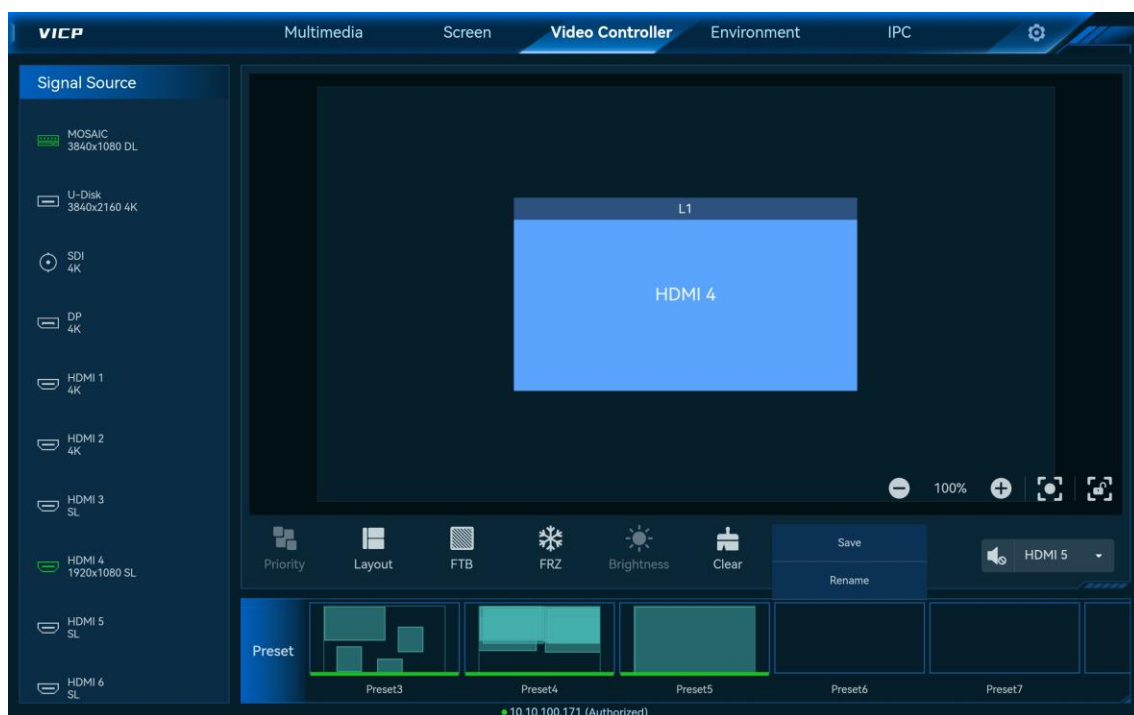 VICP
Multimedia
Screen
Video Controller
Environment
IPC
Signal Source
MOSAIC
3840x1080 DL
U-Disk
3840x2160 4K
SDI
4K
DP
4K
HDMI 1
4K
HDMI 2
4K
HDMI 3
SL
HDMI 4
1920x1080 SL
HDMI 5
SL
HDMI 6
SL
L1
HDMI 4
100%
Priority
Layout
FTB
FRZ
Brightness
Clear
Save
Rename
HDMI 5
Preset
Preset3
Preset4
Preset5
Preset6
Preset7
10.10.100.171 (Authorized)